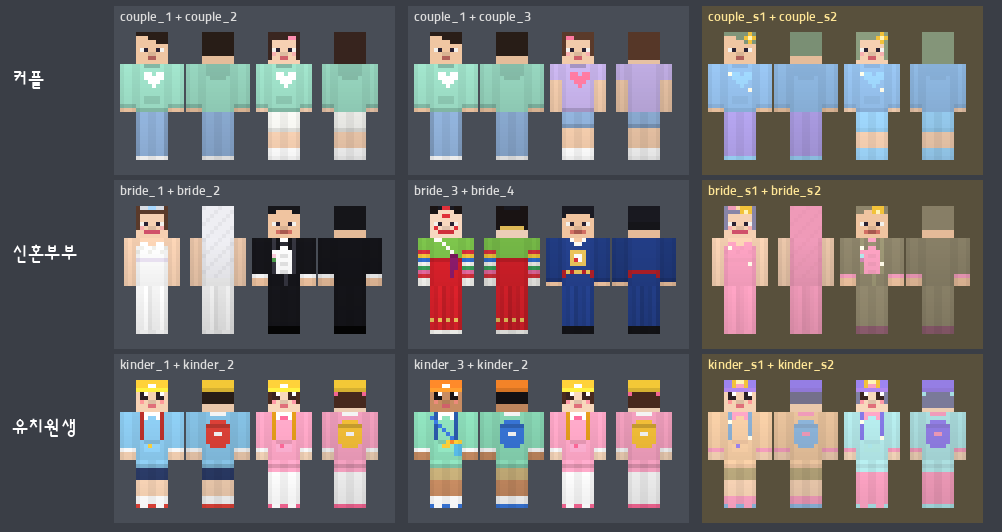 couple_1 + couple_2
couple_1 + couple_3
couple_s1 + couple_s2
커플
bride_1 + bride_2
bride_3 + bride_4
bride_s1 + bride_s2
신혼부부
kinder_1 + kinder_2
kinder_3 + kinder_2
kinder_s1 + kinder_s2
유치원생